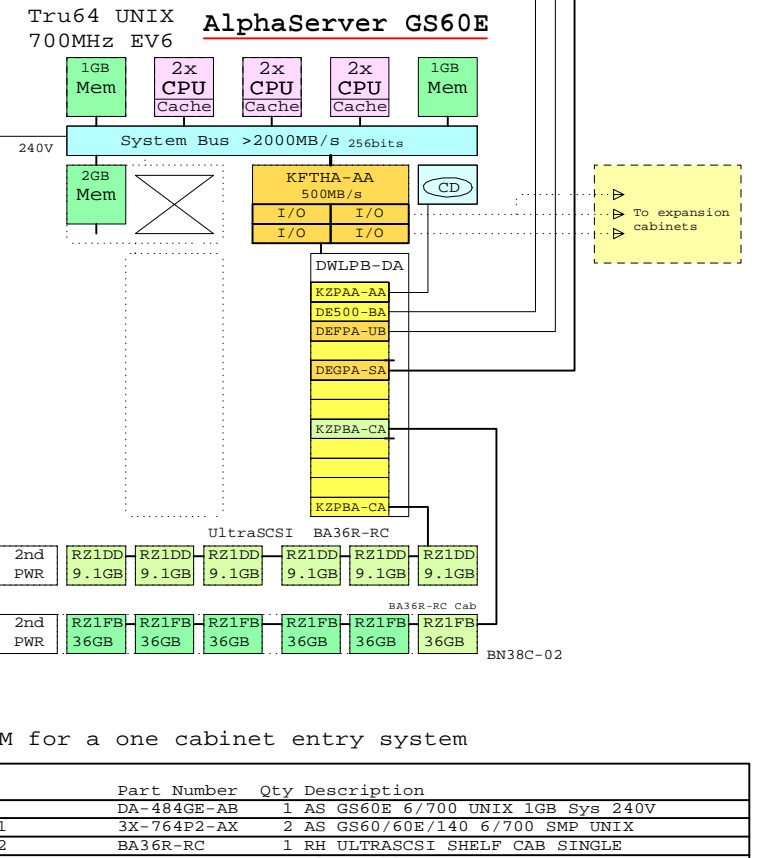 Tru64 UNIX
700MHz EV6
AlphaServer GS60E
1GB
Mem
2x
CPU
Cache
2x
CPU
Cache
2x
CPU
Cache
1GB
Mem
240V
System Bus >2000MB/s 256bits
2GB
Mem
KFTHA-AA
500MB/s
I/O I/O
I/O I/O
CD
To expansion
cabinets
DWLPB-DA
KZPAA-AA
DE500-BA
DEFPA-UB
DEGPA-SA
KZPBA-CA
KZPBA-CA
UltraSCSI BA36R-RC
2nd RZ1DD RZ1DD RZ1DD RZ1DD RZ1DD RZ1DD
PWR 9.1GB 9.1GB 9.1GB 9.1GB 9.1GB 9.1GB
BA36R-RC Cab
2nd RZ1FB RZ1FB RZ1FB RZ1FB RZ1FB RZ1FB
PWR 36GB 36GB 36GB 36GB 36GB 36GB
BN38C-02
M for a one cabinet entry system
Part Number Qty Description
DA-484GE-AB 1 AS GS60E 6/700 UNIX 1GB Sys 240V
1 3X-764P2-AX 2 AS GS60/60E/140 6/700 SMP UNIX
2 BA36R-RC 1 RH ULTRASCSI SHELF CAB SINGLE